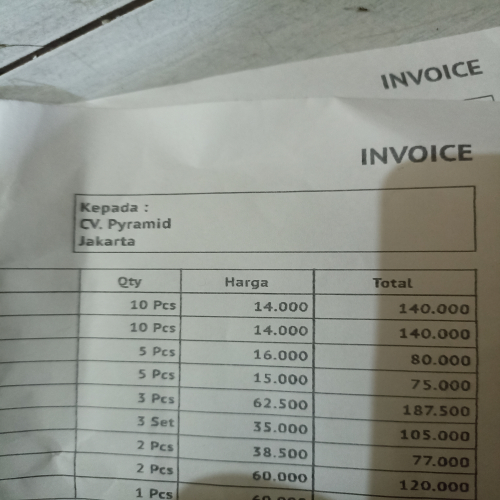 INVOICE
INVOICE
Kepada :
CV. Pyramid
Jakarta
Qty Harga Total
10 Pcs 14.000 140.000
10 Pcs 14.000 140.000
5 Pcs 16.000 80.000
5 Pcs 15.000 75.000
3 Pcs 62.500 187.500
3 Set 35.000 105.000
2 Pcs 38.500 77.000
2 Pcs 60.000 120.000
1 Pcs